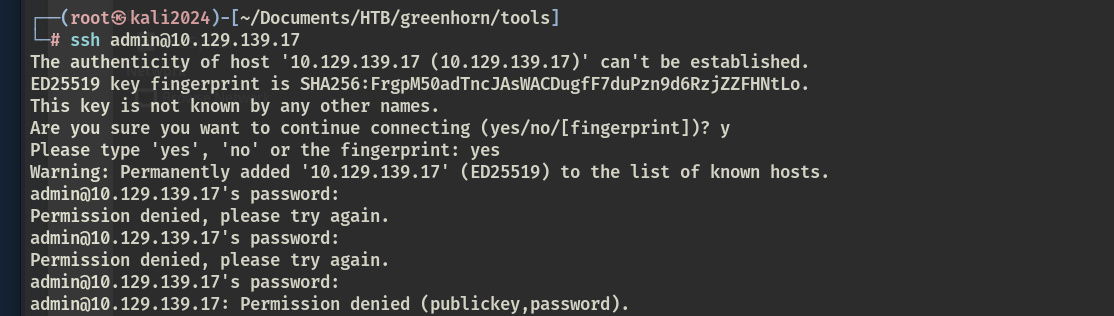 ┌──(root㉿kali2024)-[~/Documents/HTB/greenhorn/tools]
└─# ssh admin@10.129.139.17
The authenticity of host '10.129.139.17 (10.129.139.17)' can't be established.
ED25519 key fingerprint is SHA256:FrgpM50adTncJAsWACDugfF7duPzn9d6RzjZZFHNtLo.
This key is not known by any other names.
Are you sure you want to continue connecting (yes/no/[fingerprint])? y
Please type 'yes', 'no' or the fingerprint: yes
Warning: Permanently added '10.129.139.17' (ED25519) to the list of known hosts.
admin@10.129.139.17's password:
Permission denied, please try again.
admin@10.129.139.17's password:
Permission denied, please try again.
admin@10.129.139.17's password:
admin@10.129.139.17: Permission denied (publickey,password).